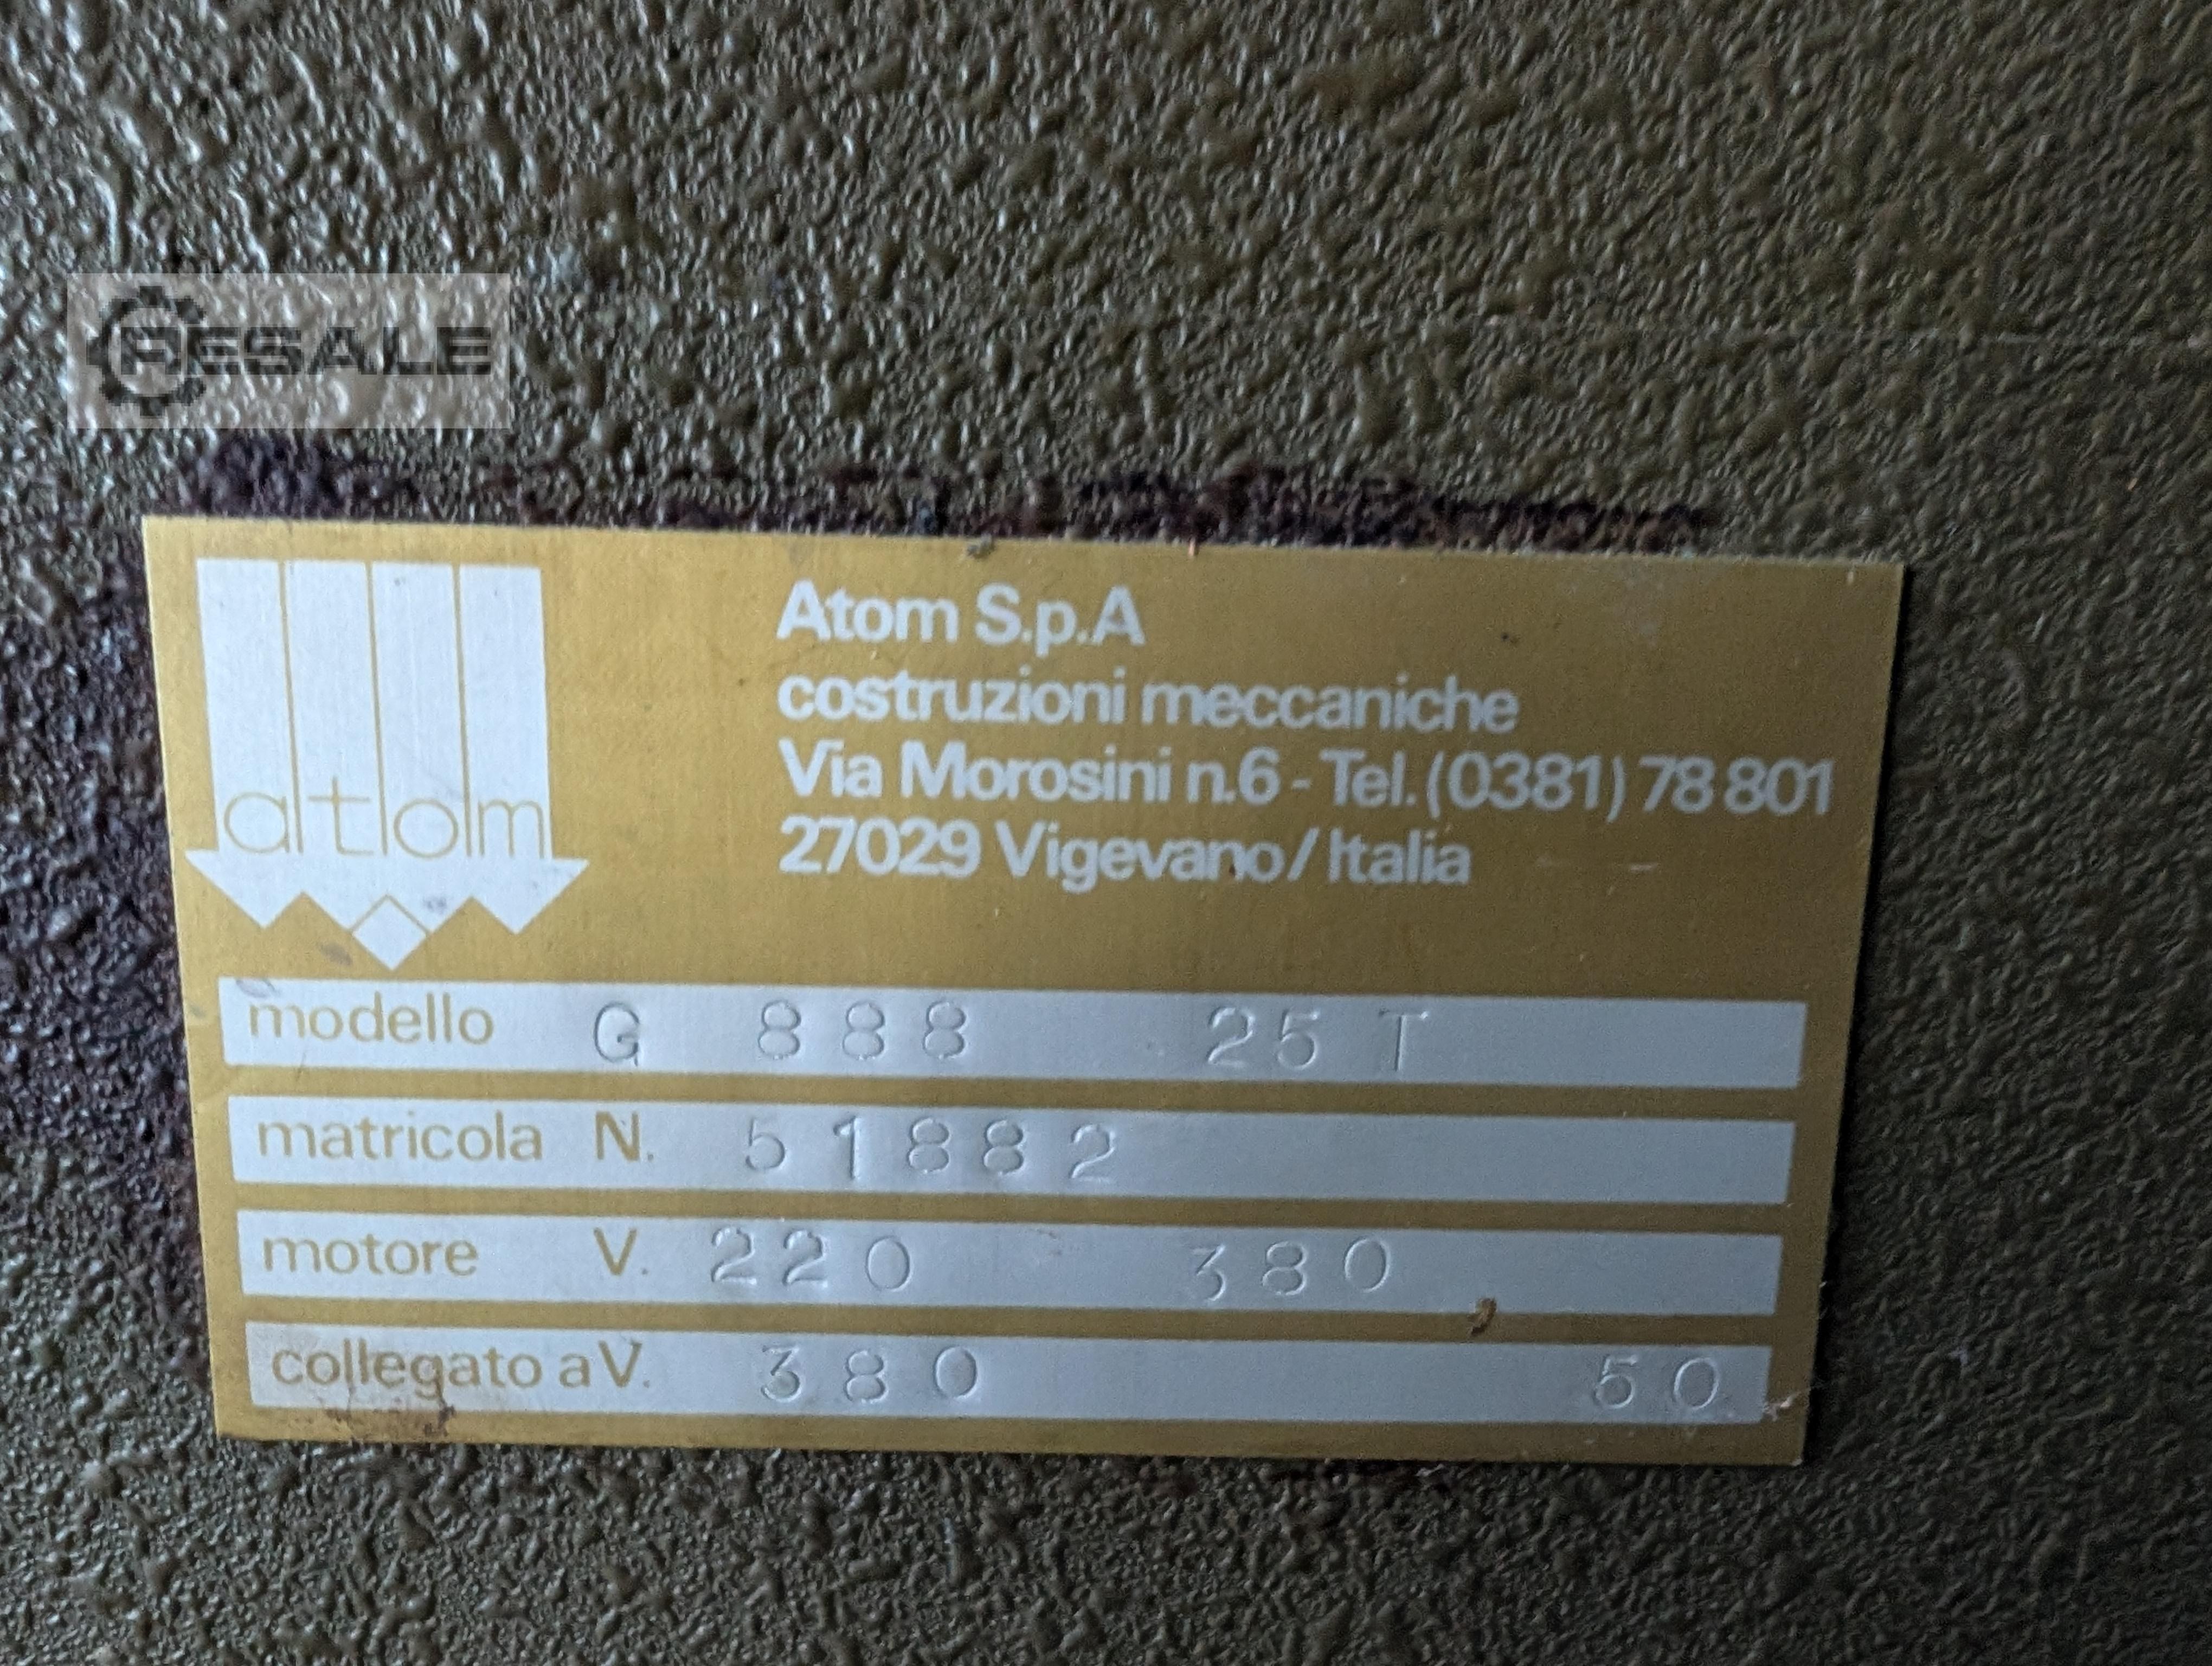 RESALE
atom
Atom S.p.A
costruzioni meccaniche
Via Morosini n.6 - Tel. (0381) 78 801
27029 Vigevano / Italia
modello G 888 25 T
matricola N. 51882
motore V. 220 380
collegato a V. 380 50